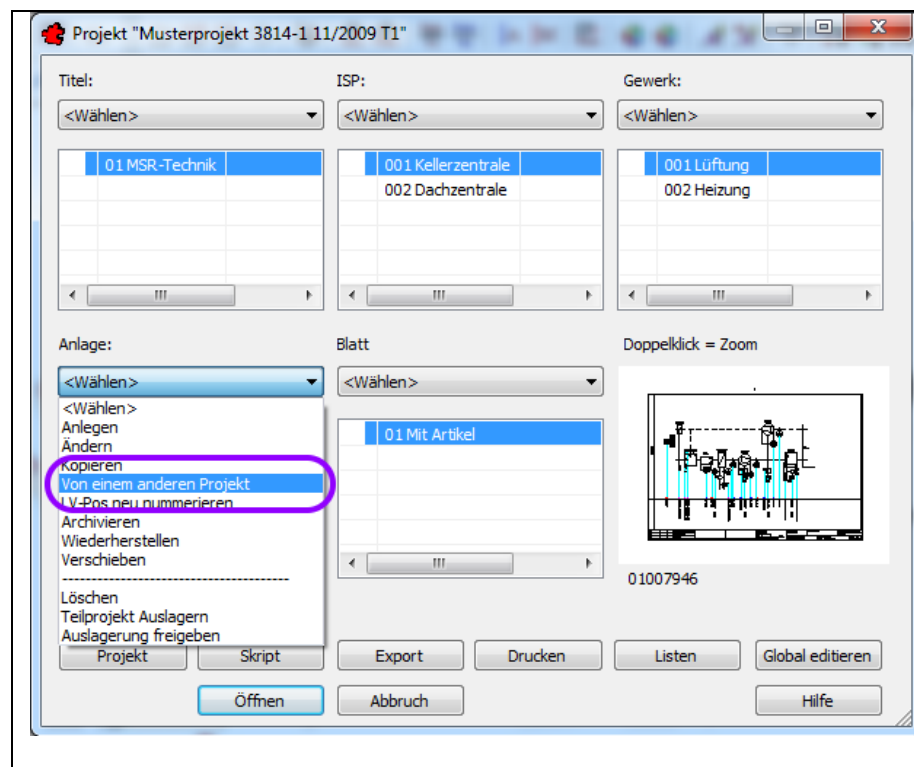 Projekt "Musterprojekt 3814-1 11/2009 T1"
Titel:
ISP:
Gewerk:
<Wählen>
<Wählen>
<Wählen>
01 MSR-Technik
001 Kellerzentrale
001 Lüftung
002 Dachzentrale
002 Heizung
Anlage:
Blatt
Doppelklick = Zoom
<Wählen>
<Wählen>
<Wählen>
Anlegen
Ändern
Kopieren
Von einem anderen Projekt
LV-Pos neu nummerieren
Archivieren
Wiederherstellen
Verschieben
----------------------------------------
Löschen
Teilprojekt Auslagern
Auslagerung freigeben
01 Mit Artikel
01007946
Projekt
Skript
Export
Drucken
Listen
Global editieren
Öffnen
Abbruch
Hilfe